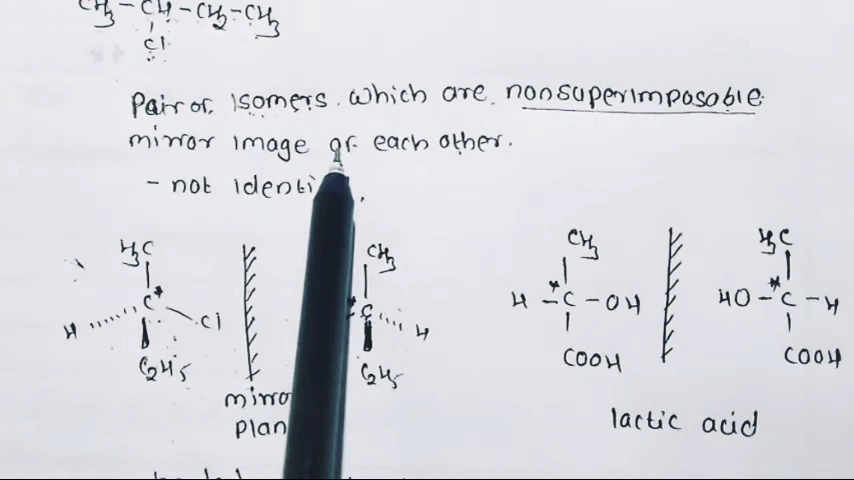 CH3 - CH - CH2 - CH3
Cl
Pair of Isomers which are nonsuperimposable
mirror image of each other.
- not identi
H3C
C*
H
Cl
C2H5
CH3
*C
H
C2H5
mirro
plan
CH3
H - *C - OH
COOH
H3C
HO - *C - H
COOH
lactic acid